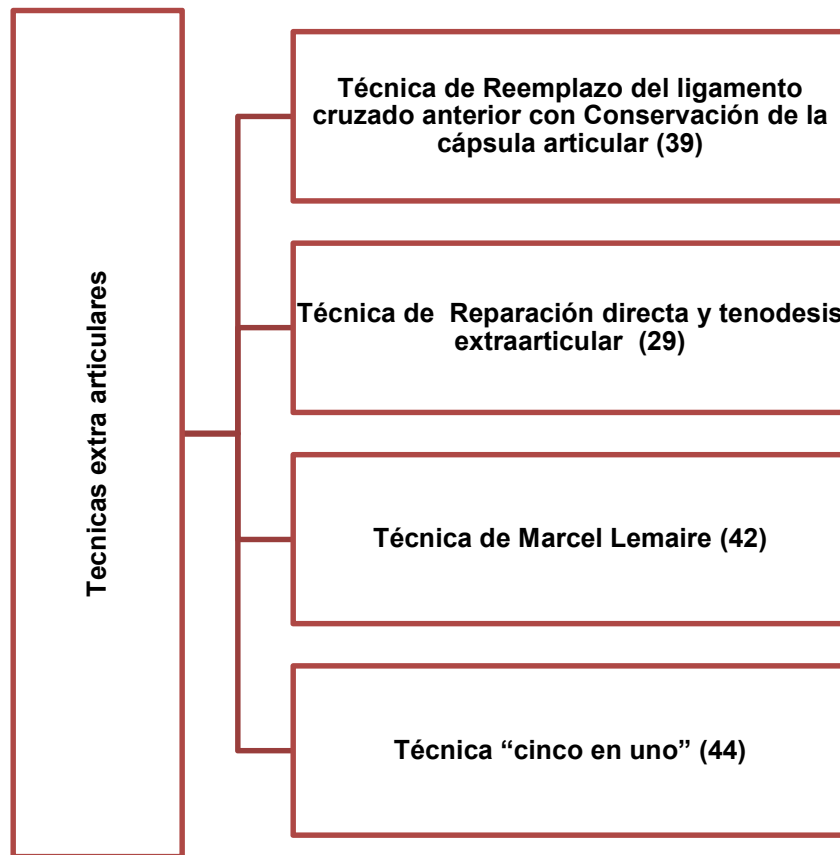 Tecnicas extra articulares
Técnica de Reemplazo del ligamento
cruzado anterior con Conservación de la
cápsula articular (39)
Técnica de  Reparación directa y tenodesis
extraarticular  (29)
Técnica de Marcel Lemaire (42)
Técnica “cinco en uno” (44)